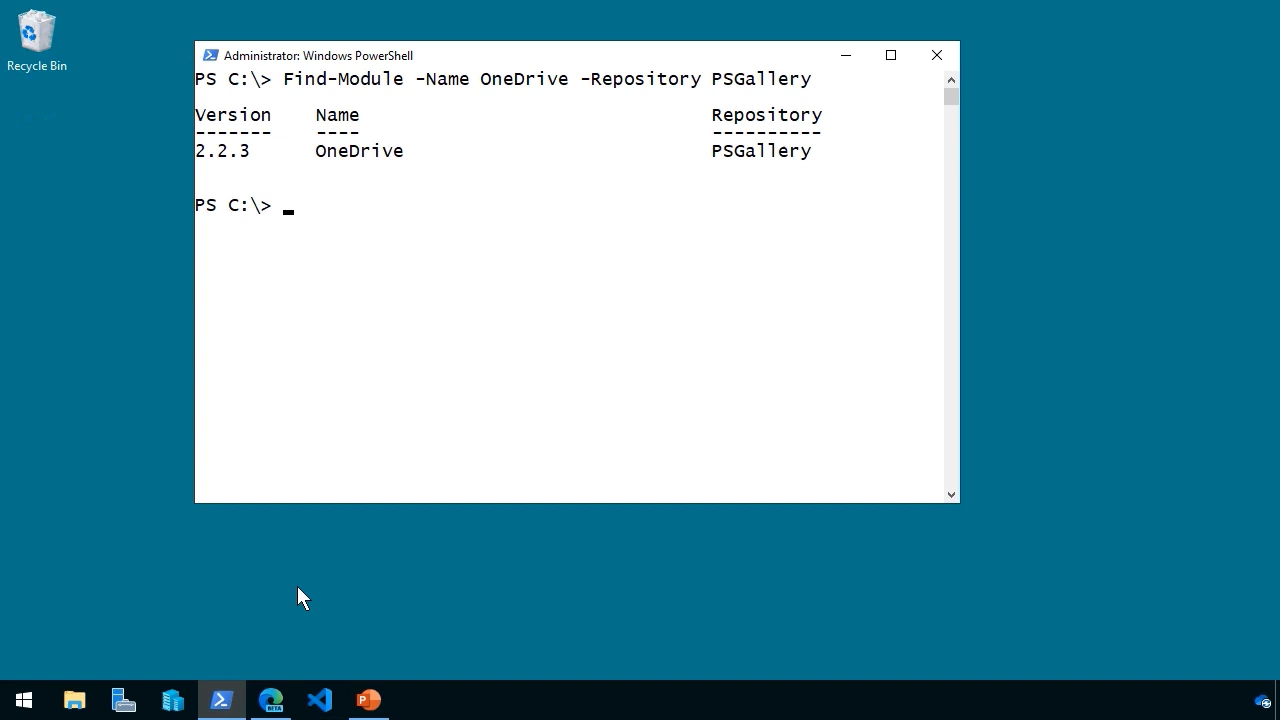 Recycle Bin
Administrator: Windows PowerShell
PS C:\> Find-Module -Name OneDrive -Repository PSGallery
Version Name Repository
------- ---- ----------
2.2.3 OneDrive PSGallery
PS C:\>
BETA
P